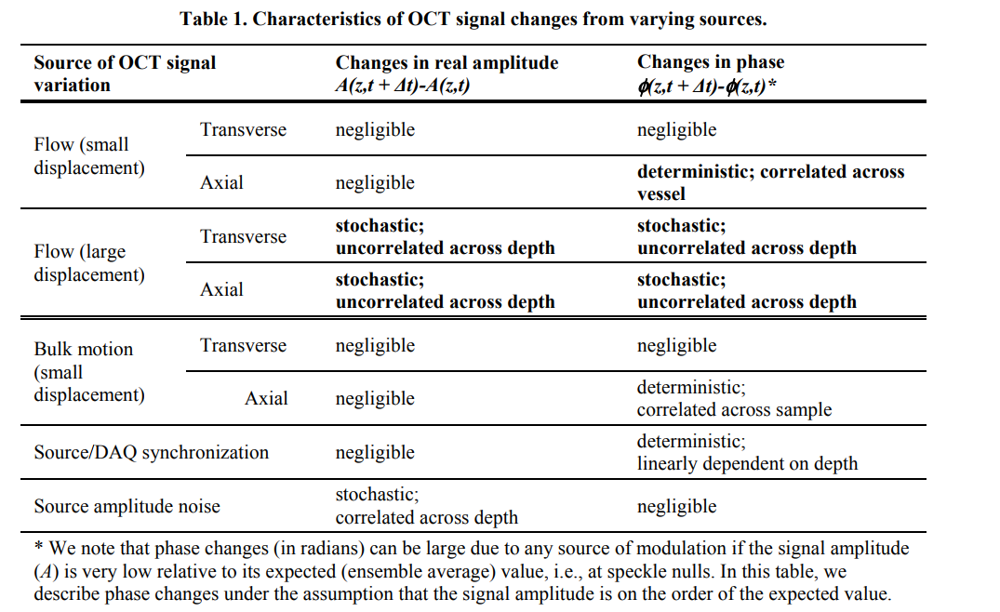 Table 1. Characteristics of OCT signal changes from varying sources.
Source of OCT signal variation
Changes in real amplitude A(z,t + Δt)-A(z,t)
Changes in phase ϕ(z,t + Δt)-ϕ(z,t)*
Flow (small displacement)
Transverse
negligible
negligible
Axial
negligible
deterministic; correlated across vessel
Flow (large displacement)
Transverse
stochastic; uncorrelated across depth
stochastic; uncorrelated across depth
Axial
stochastic; uncorrelated across depth
stochastic; uncorrelated across depth
Bulk motion (small displacement)
Transverse
negligible
negligible
Axial
negligible
deterministic; correlated across sample
Source/DAQ synchronization
negligible
deterministic; linearly dependent on depth
Source amplitude noise
stochastic; correlated across depth
negligible
* We note that phase changes (in radians) can be large due to any source of modulation if the signal amplitude
(A) is very low relative to its expected (ensemble average) value, i.e., at speckle nulls. In this table, we
describe phase changes under the assumption that the signal amplitude is on the order of the expected value.